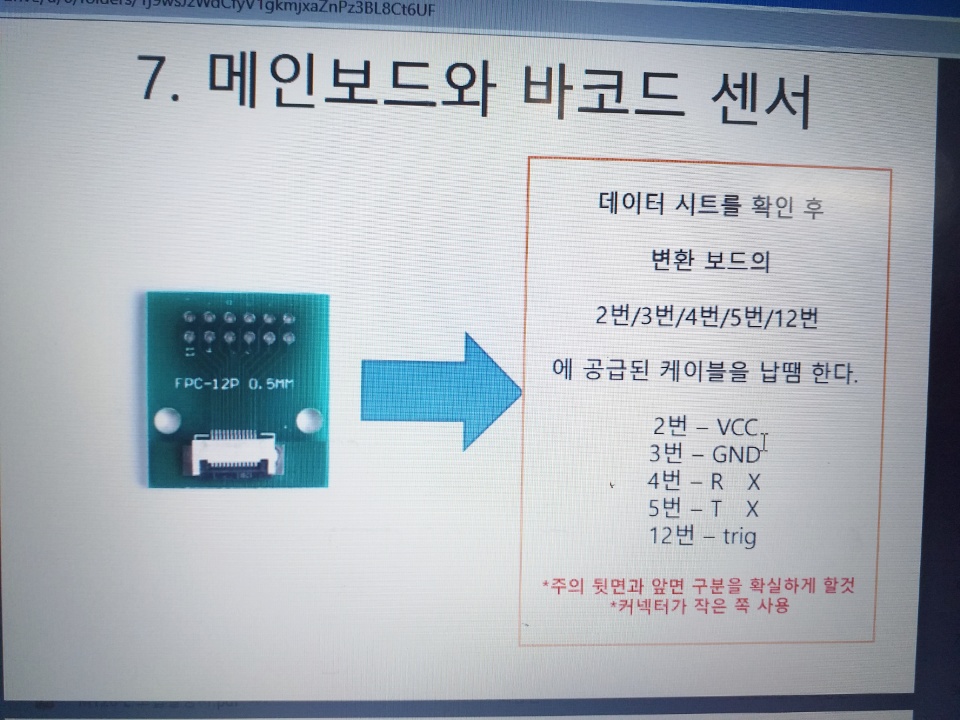 7. 메인보드와 바코드 센서
데이터 시트를 확인 후
변환 보드의
2번/3번/4번/5번/12번
에 공급된 케이블을 납땜 한다.
FPC-12P 0.5MM
2번 – VCC
3번 – GND
4번 – R X
5번 – T X
12번 – trig
*주의 뒷면과 앞면 구분을 확실하게 할것
*커넥터가 작은 쪽 사용